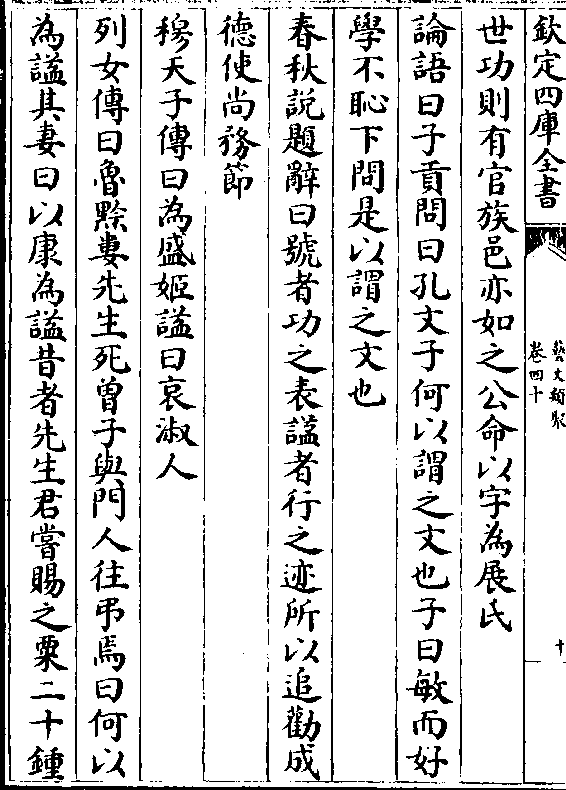 欽定四庫全書
藝文類聚
卷四十
十
世功則有官族邑亦如之公命以字為展氏
論語曰子貢問曰孔文子何以謂之文也子曰敏而好
學不恥下問是以謂之文也
春秋説題辭曰號者功之表謚者行之迹所以追勸成
德使尚務節
穆天子傳曰為盛姬謚曰哀淑人
列女傳曰魯黔婁先生死曾子與門人往弔焉曰何以
為謚其妻曰以康為謚昔者先生君嘗賜之粟二十鍾